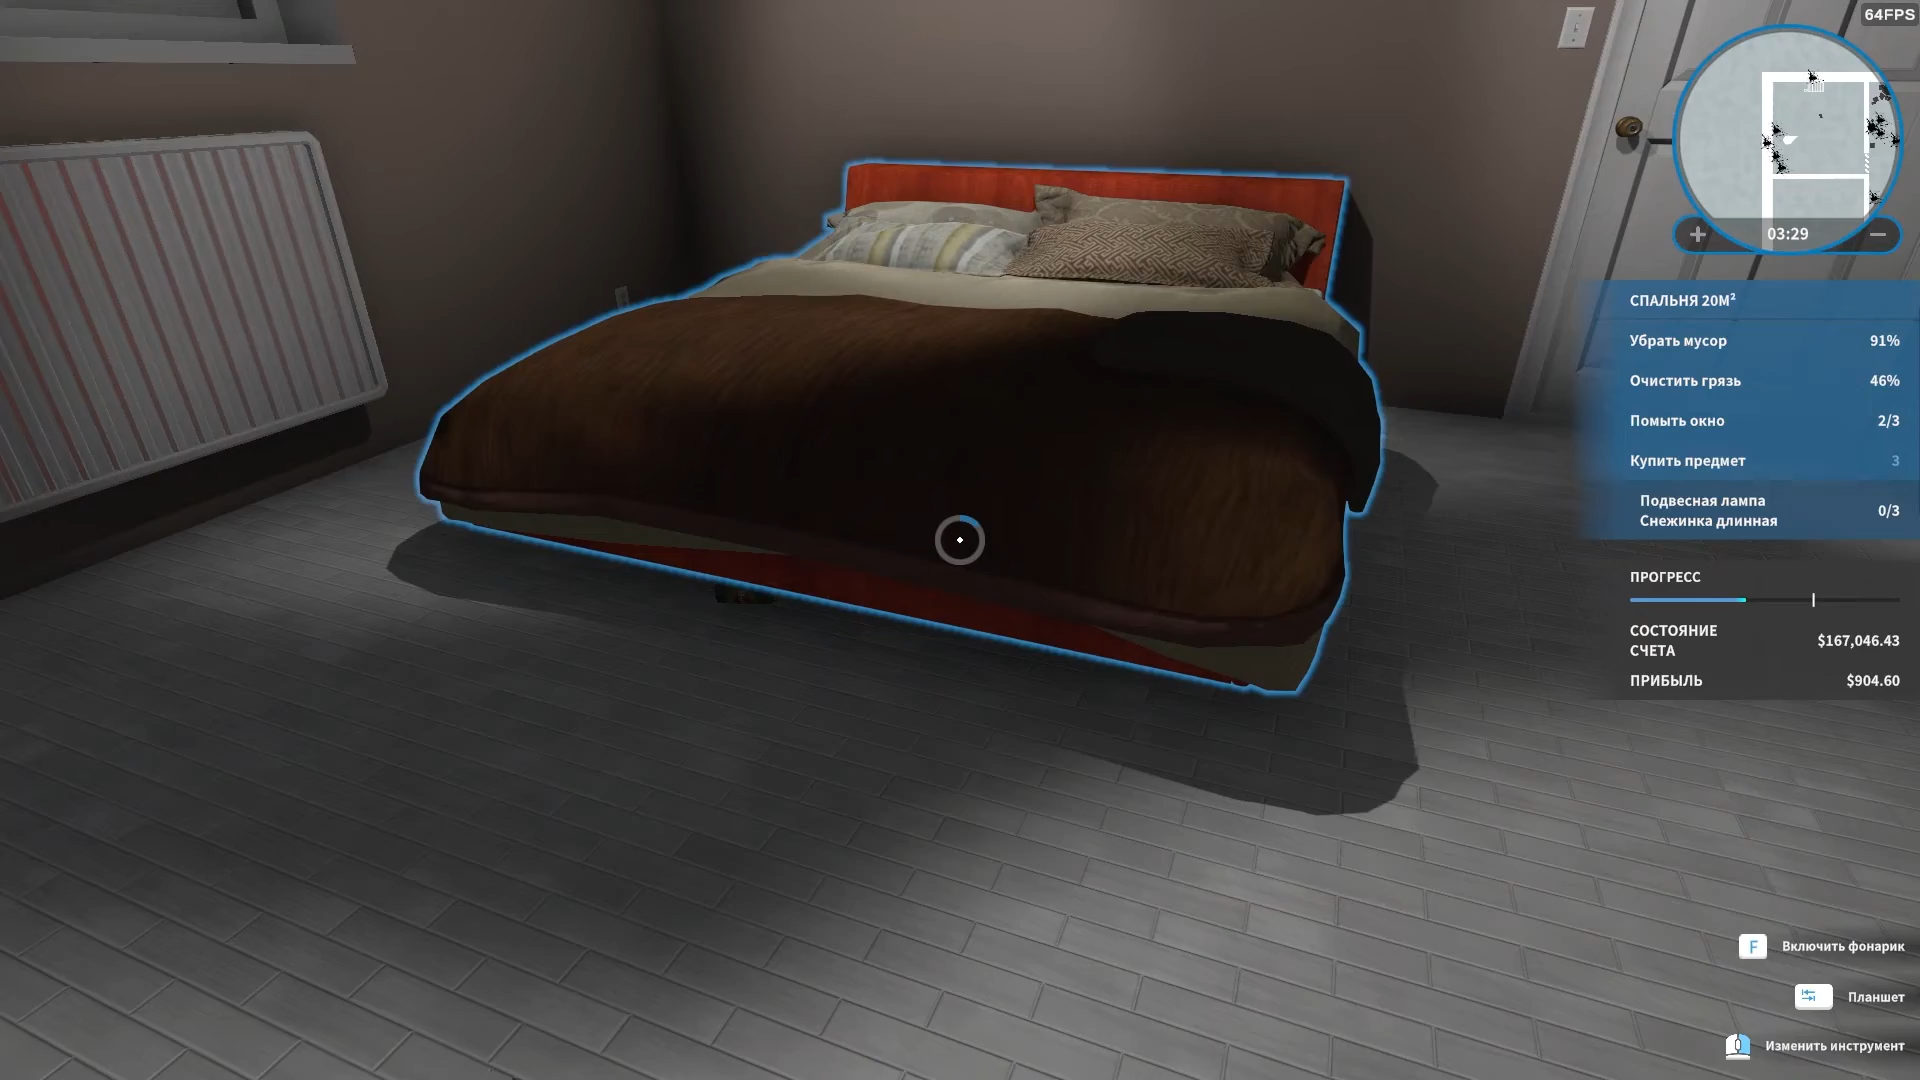 64FPS
+ 03:29 −
СПАЛЬНЯ 20М²
Убрать мусор 91%
Очистить грязь 46%
Помыть окно 2/3
Купить предмет 3
Подвесная лампа
Снежинка длинная 0/3
ПРОГРЕСС
СОСТОЯНИЕ
СЧЕТА $167,046.43
ПРИБЫЛЬ $904.60
F Включить фонарик
Планшет
Изменить инструмент